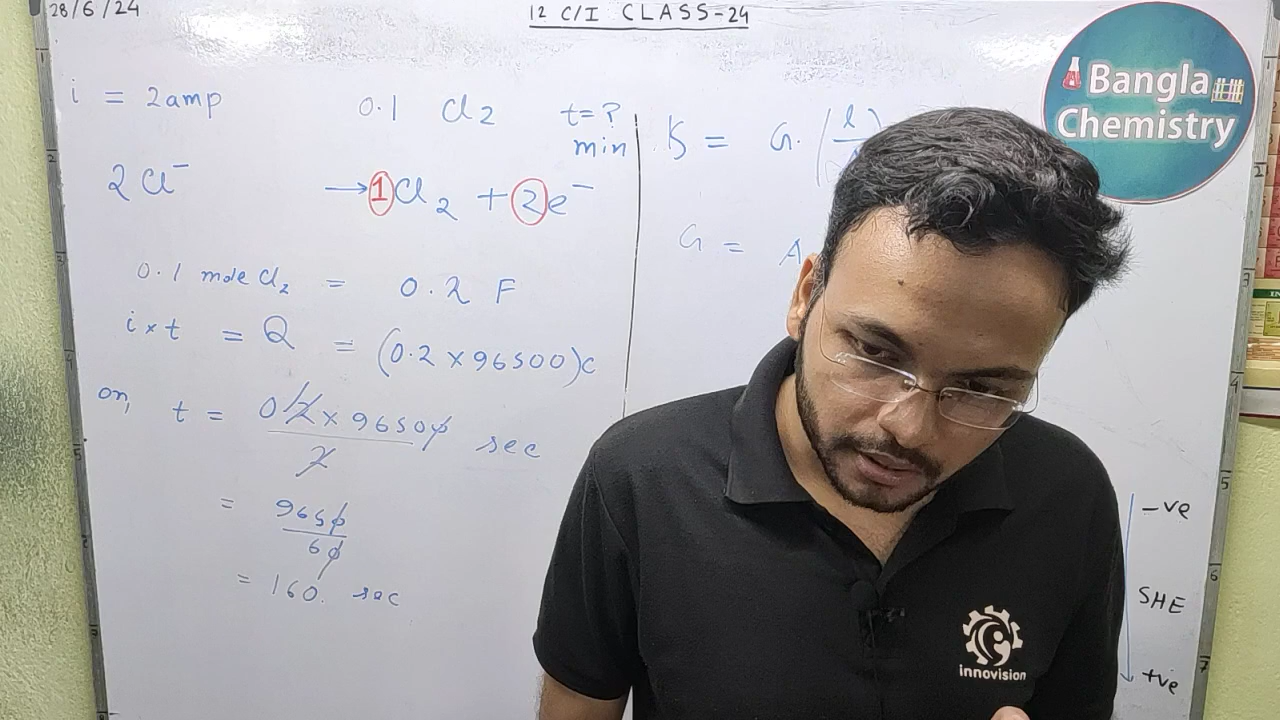 28/6/24
12 C/I CLASS-24
Bangla
Chemistry
i = 2amp 0.1 Cl2 t=?
min
2Cl⁻ → 1Cl2 + 2e⁻
0.1 mole Cl2 = 0.2 F
i×t = Q = (0.2×96500)C
or, t = 0.2×96500 sec
2
= 9650
60
= 160. sec
K = G.(l
G = A
-ve
SHE
+ve
innovision